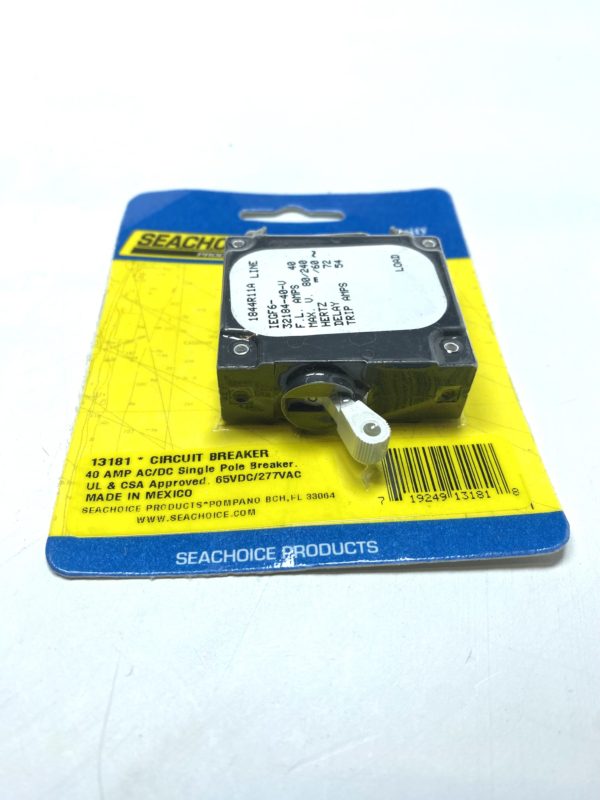 SEACHOICE
1844R11A LINE
IEGF6-
32184-40-V
F.L. AMPS 40
MAX. V. 80/240
HERTZ ⎓/60~
DELAY 72
TRIP AMPS 54
LOAD
13181 * CIRCUIT BREAKER
40 AMP AC/DC Single Pole Breaker.
UL & CSA Approved. 65VDC/277VAC
MADE IN MEXICO
SEACHOICE PRODUCTS*POMPANO BCH,FL 33064
WWW.SEACHOICE.COM
7 19249 13181 8
SEACHOICE PRODUCTS